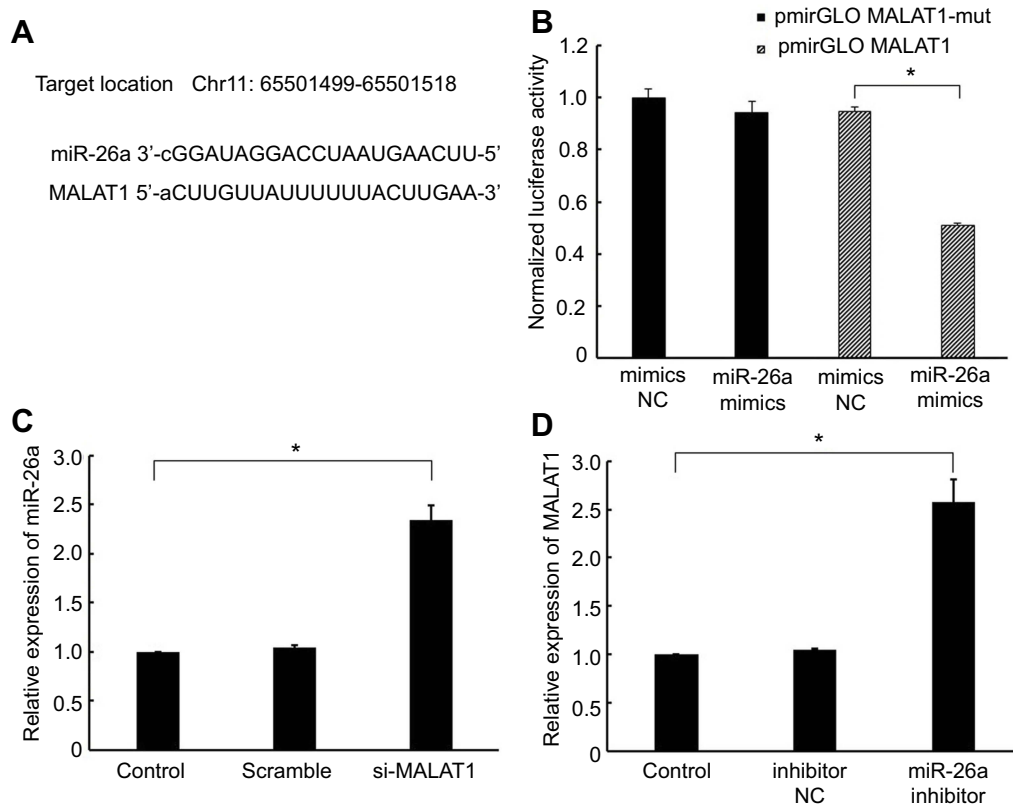 A
Target location Chr11: 65501499-65501518
miR-26a 3’-cGGAUAGGACCUAAUGAACUU-5’
MALAT1 5’-aCUUGUUAUUUUUUACUUGAA-3’
B
pmirGLO MALAT1-mut
pmirGLO MALAT1
Normalized luciferase activity
1.2
1.0
0.8
0.6
0.4
0.2
0
*
mimics
NC
miR-26a
mimics
mimics
NC
miR-26a
mimics
C
Relative expression of miR-26a
3.0
2.5
2.0
1.5
1.0
0.5
0
*
Control
Scramble
si-MALAT1
D
Relative expression of MALAT1
3.0
2.5
2.0
1.5
1.0
0.5
0
*
Control
inhibitor
NC
miR-26a
inhibitor